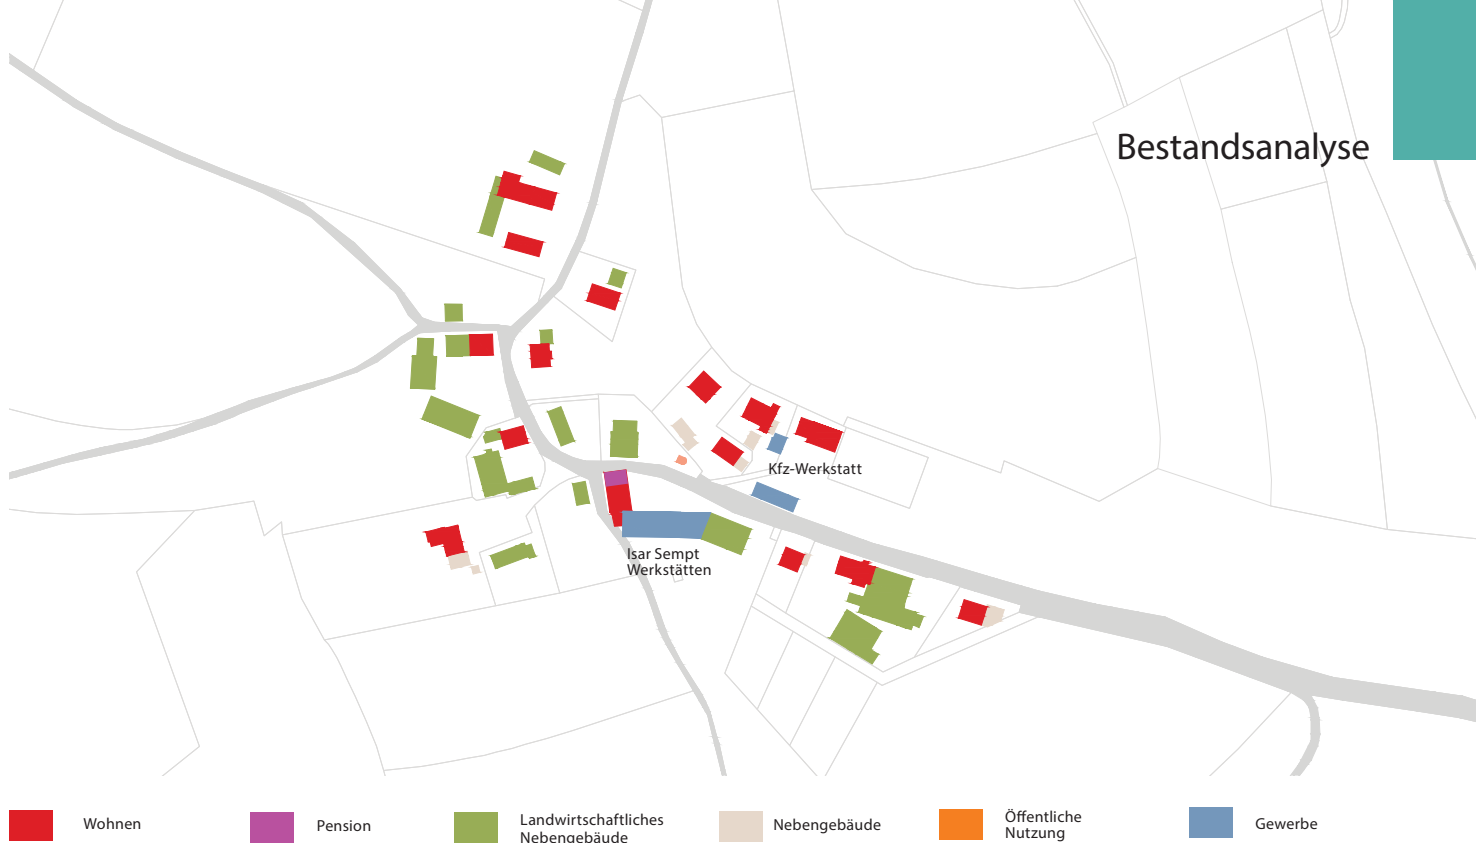 Bestandsanalyse
Kfz-Werkstatt
Isar Sempt
Werkstätten
Wohnen
Pension
Landwirtschaftliches
Nebengebäude
Nebengebäude
Öffentliche
Nutzung
Gewerbe